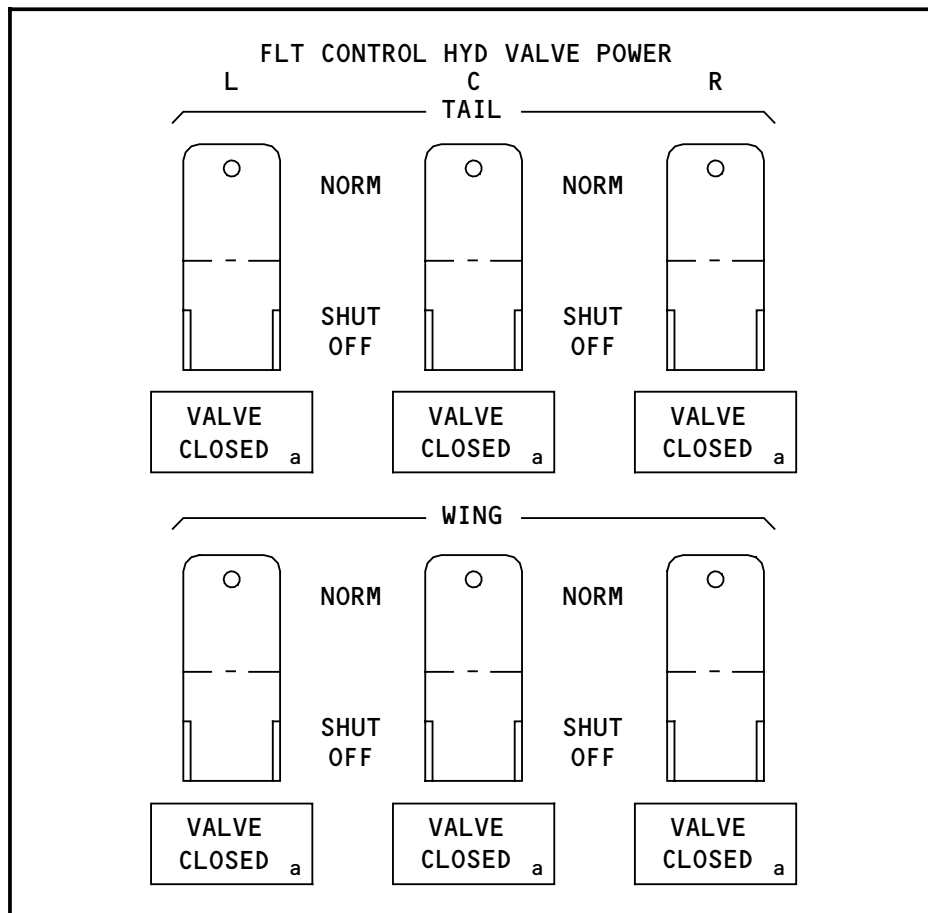 FLT CONTROL HYD VALVE POWER
L C R
TAIL
NORM NORM
SHUT SHUT
OFF OFF
VALVE VALVE VALVE
CLOSED a CLOSED a CLOSED a
WING
NORM NORM
SHUT SHUT
OFF OFF
VALVE VALVE VALVE
CLOSED a CLOSED a CLOSED a